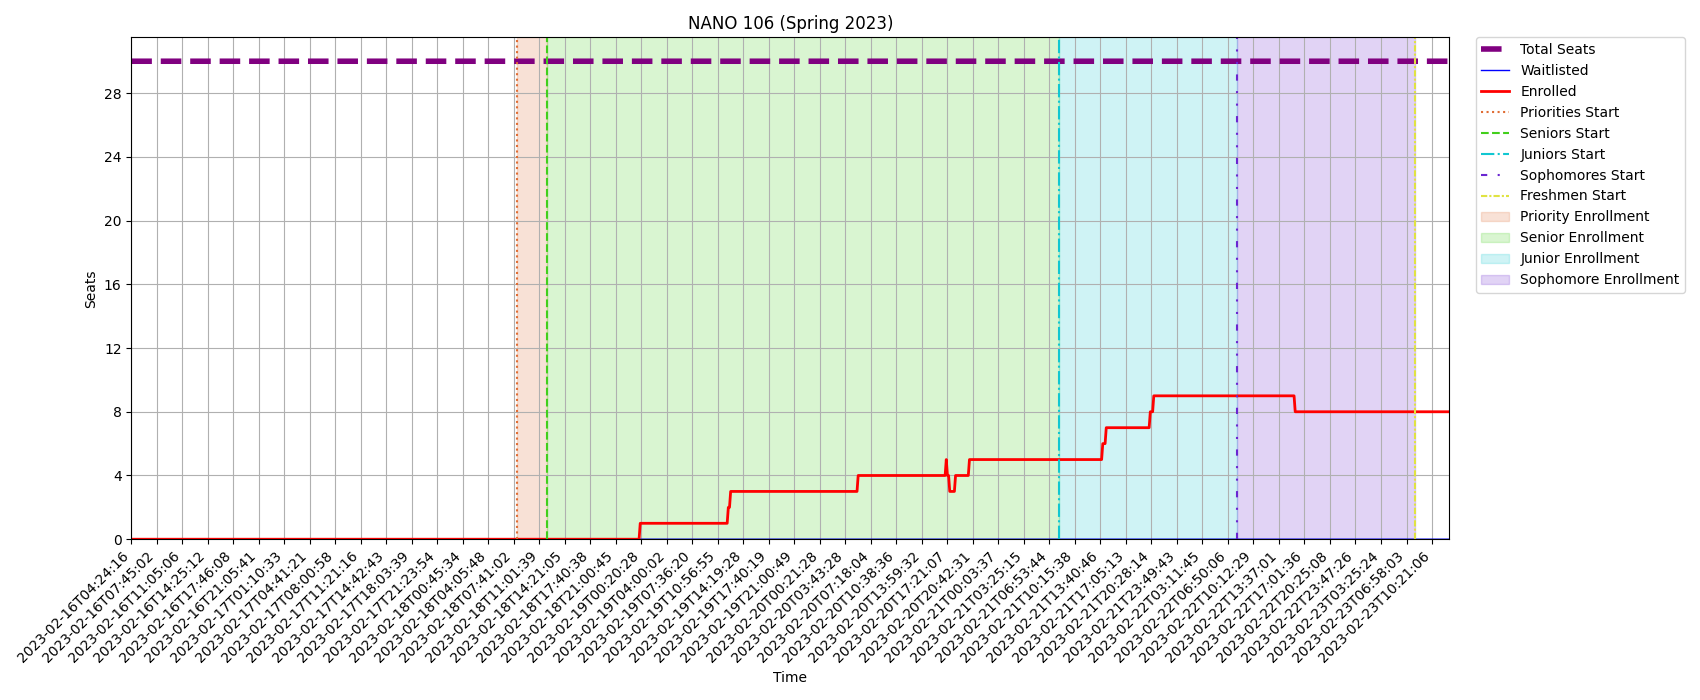 NANO 106 (Spring 2023)
Seats
28
24
20
16
12
8
4
0
2023-02-16T04:24:16
2023-02-16T07:45:02
2023-02-16T11:05:06
2023-02-16T14:25:12
2023-02-16T17:46:08
2023-02-16T21:05:41
2023-02-17T01:10:33
2023-02-17T04:41:21
2023-02-17T08:00:58
2023-02-17T11:21:16
2023-02-17T14:42:43
2023-02-17T18:03:39
2023-02-17T21:23:54
2023-02-18T00:45:34
2023-02-18T04:05:48
2023-02-18T07:41:02
2023-02-18T11:01:39
2023-02-18T14:21:05
2023-02-18T17:40:38
2023-02-18T21:00:45
2023-02-19T00:20:28
2023-02-19T04:00:02
2023-02-19T07:36:20
2023-02-19T10:56:55
2023-02-19T14:19:28
2023-02-19T17:40:19
2023-02-19T21:00:49
2023-02-20T00:21:28
2023-02-20T03:43:28
2023-02-20T07:18:04
2023-02-20T10:38:36
2023-02-20T13:59:32
2023-02-20T17:21:07
2023-02-20T20:42:31
2023-02-21T00:03:37
2023-02-21T03:25:15
2023-02-21T06:53:44
2023-02-21T10:15:38
2023-02-21T13:40:46
2023-02-21T17:05:13
2023-02-21T20:28:14
2023-02-21T23:49:43
2023-02-22T03:11:45
2023-02-22T06:50:06
2023-02-22T10:12:29
2023-02-22T13:37:01
2023-02-22T17:01:36
2023-02-22T20:25:08
2023-02-22T23:47:26
2023-02-23T03:25:24
2023-02-23T06:58:03
2023-02-23T10:21:06
Time
Total Seats
Waitlisted
Enrolled
Priorities Start
Seniors Start
Juniors Start
Sophomores Start
Freshmen Start
Priority Enrollment
Senior Enrollment
Junior Enrollment
Sophomore Enrollment